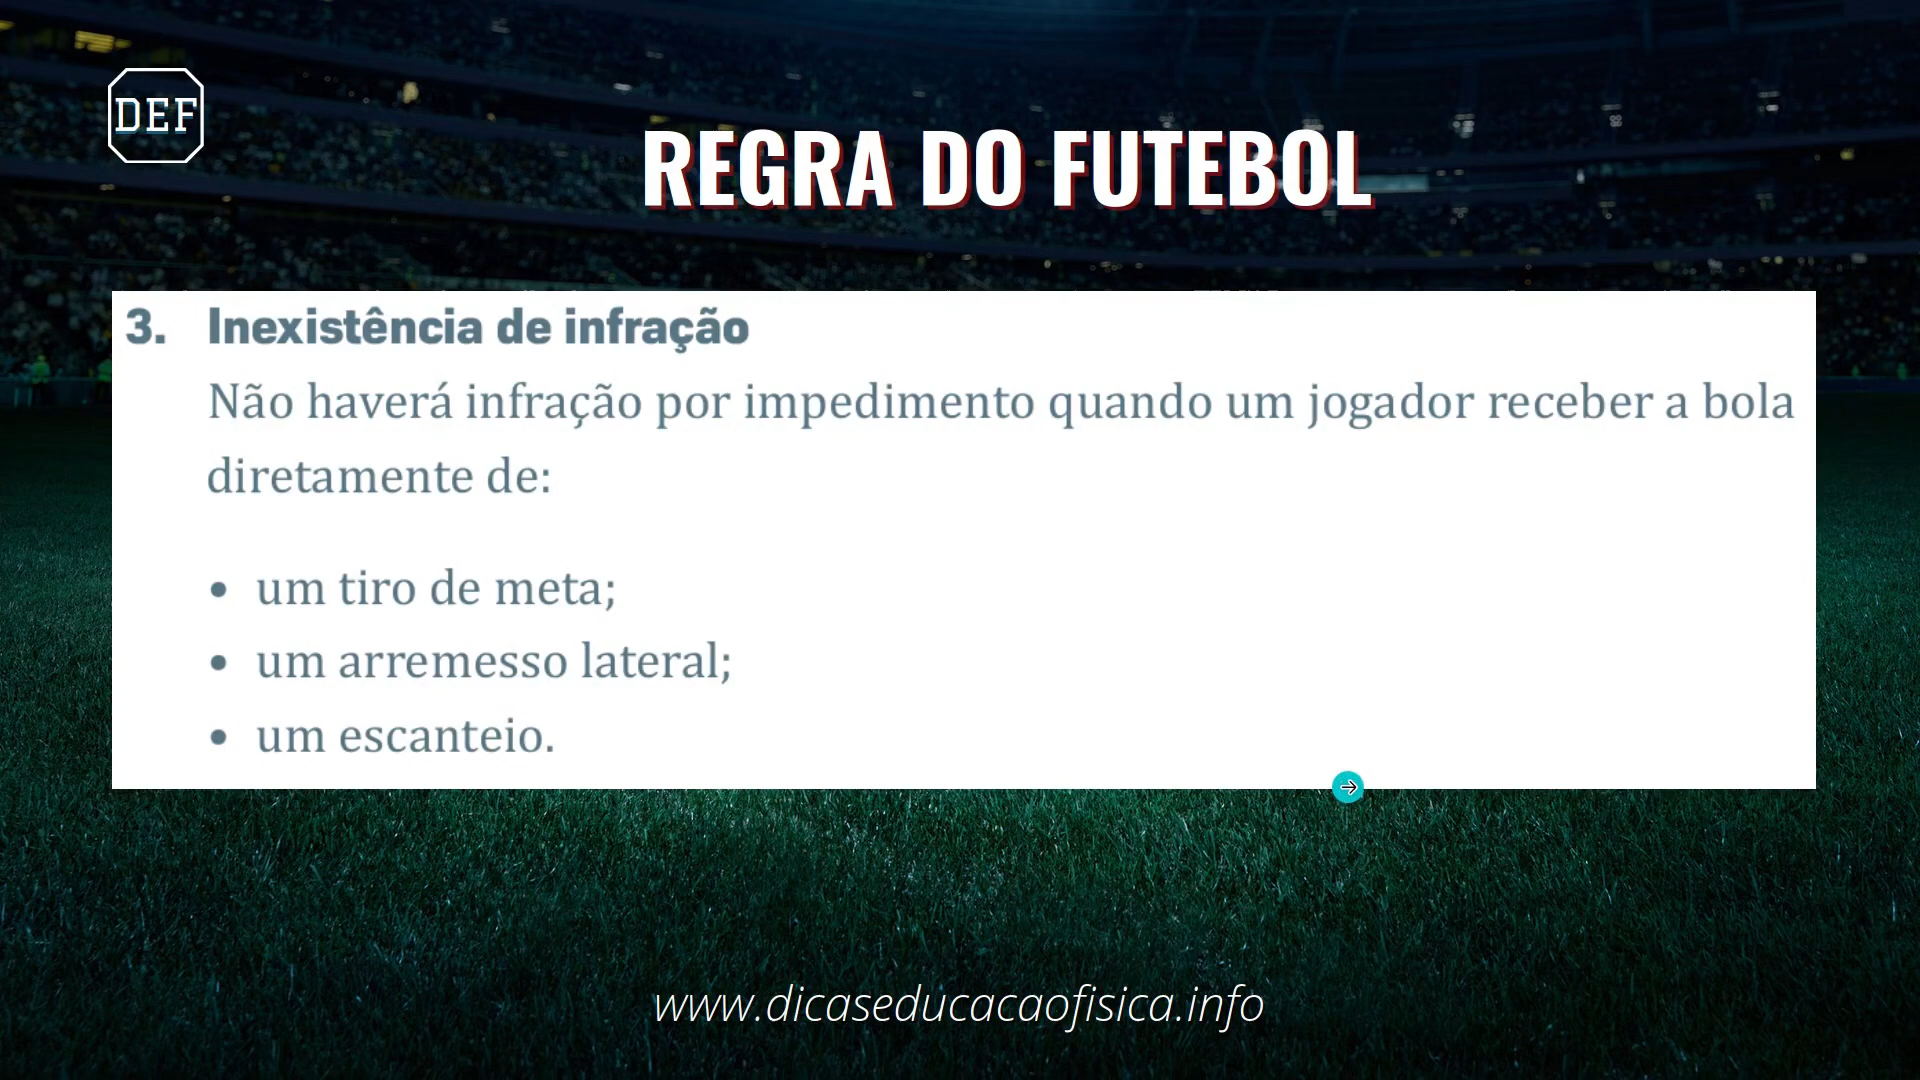 DEF
REGRA DO FUTEBOL
3. Inexistência de infração
Não haverá infração por impedimento quando um jogador receber a bola
diretamente de:
• um tiro de meta;
• um arremesso lateral;
• um escanteio.
www.dicaseducacaofisica.info